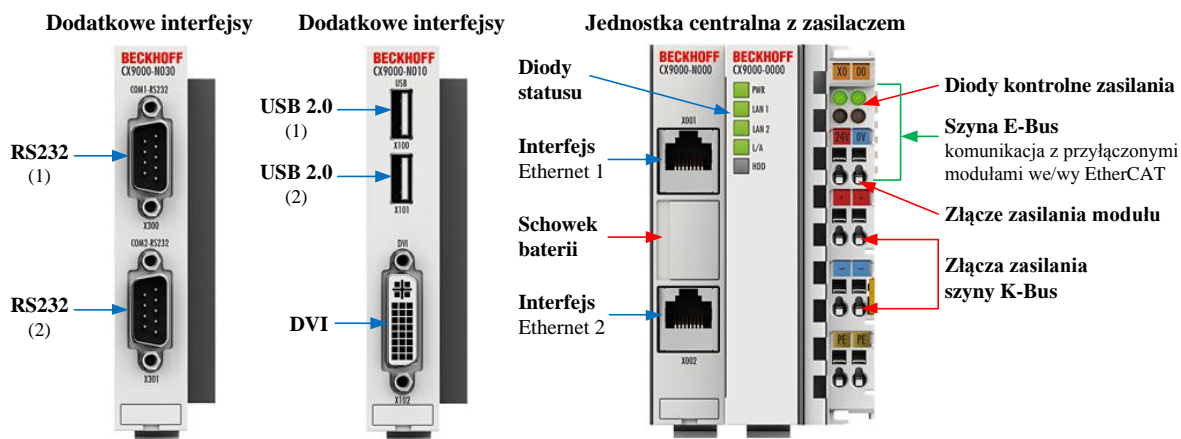 Dodatkowe interfejsy
BECKHOFF
CX9000-N030
COM1-RS232
RS232
(1)
X300
COM2-RS232
RS232
(2)
X301
Dodatkowe interfejsy
BECKHOFF
CX9000-N010
USB
USB 2.0
(1)
X100
USB 2.0
(2)
X101
DVI
DVI
X102
Jednostka centralna z zasilaczem
BECKHOFF
CX9000-N000
BECKHOFF
CX9000-0000
Diody
statusu
PWR
LAN 1
LAN 2
L/A
HDD
X001
Interfejs
Ethernet 1
Schowek
baterii
Interfejs
Ethernet 2
X002
X0 00
24V 0V
+ +
− −
PE PE
Diody kontrolne zasilania
Szyna E-Bus
komunikacja z przyłączonymi
modułami we/wy EtherCAT
Złącze zasilania modułu
Złącza zasilania
szyny K-Bus